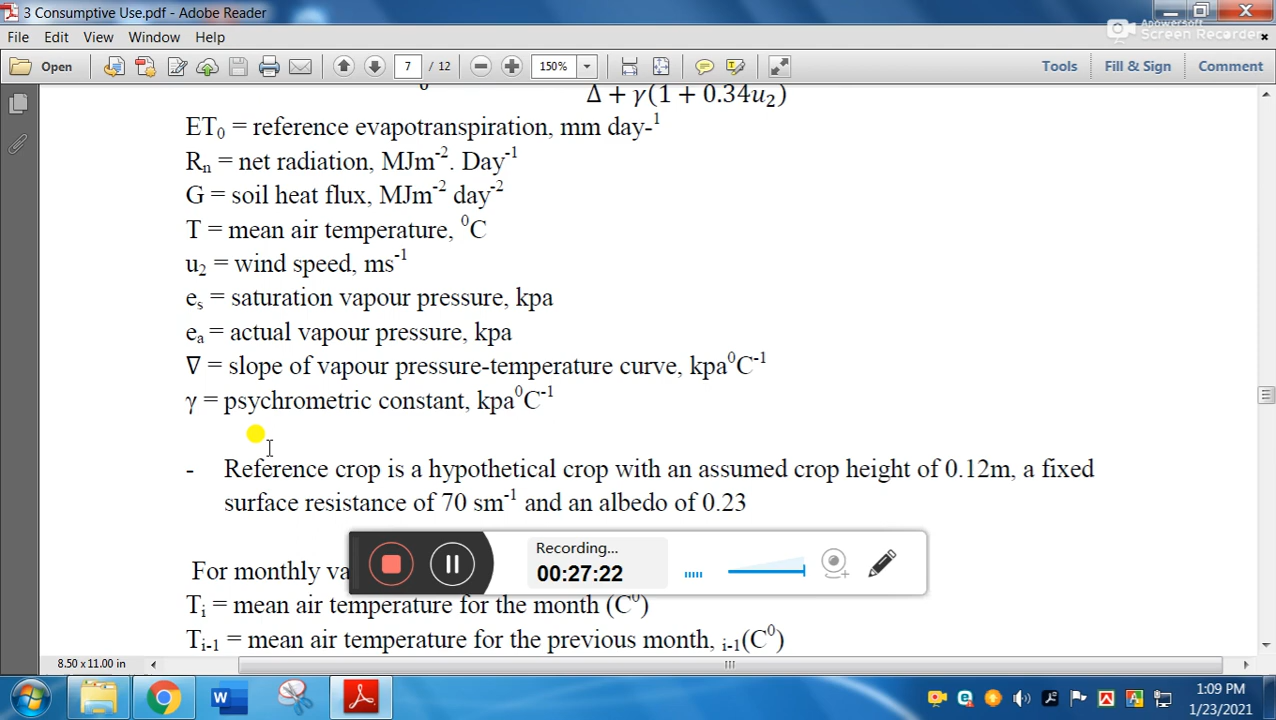 3 Consumptive Use.pdf - Adobe Reader
Apowersoft
Screen Recorder
File Edit View Window Help
Open 7 / 12 150% Tools Fill & Sign Comment
Δ + γ(1 + 0.34u₂)
ET₀ = reference evapotranspiration, mm day-¹
Rₙ = net radiation, MJm⁻². Day⁻¹
G = soil heat flux, MJm⁻² day⁻²
T = mean air temperature, ⁰C
u₂ = wind speed, ms⁻¹
eₛ = saturation vapour pressure, kpa
eₐ = actual vapour pressure, kpa
∇ = slope of vapour pressure-temperature curve, kpa⁰C⁻¹
γ = psychrometric constant, kpa⁰C⁻¹
- Reference crop is a hypothetical crop with an assumed crop height of 0.12m, a fixed
surface resistance of 70 sm⁻¹ and an albedo of 0.23
Recording...
00:27:22
For monthly
Tᵢ = mean air temperature for the month (C⁰)
Tᵢ₋₁ = mean air temperature for the previous month, ᵢ₋₁(C⁰)
8.50 x 11.00 in
1:09 PM
1/23/2021